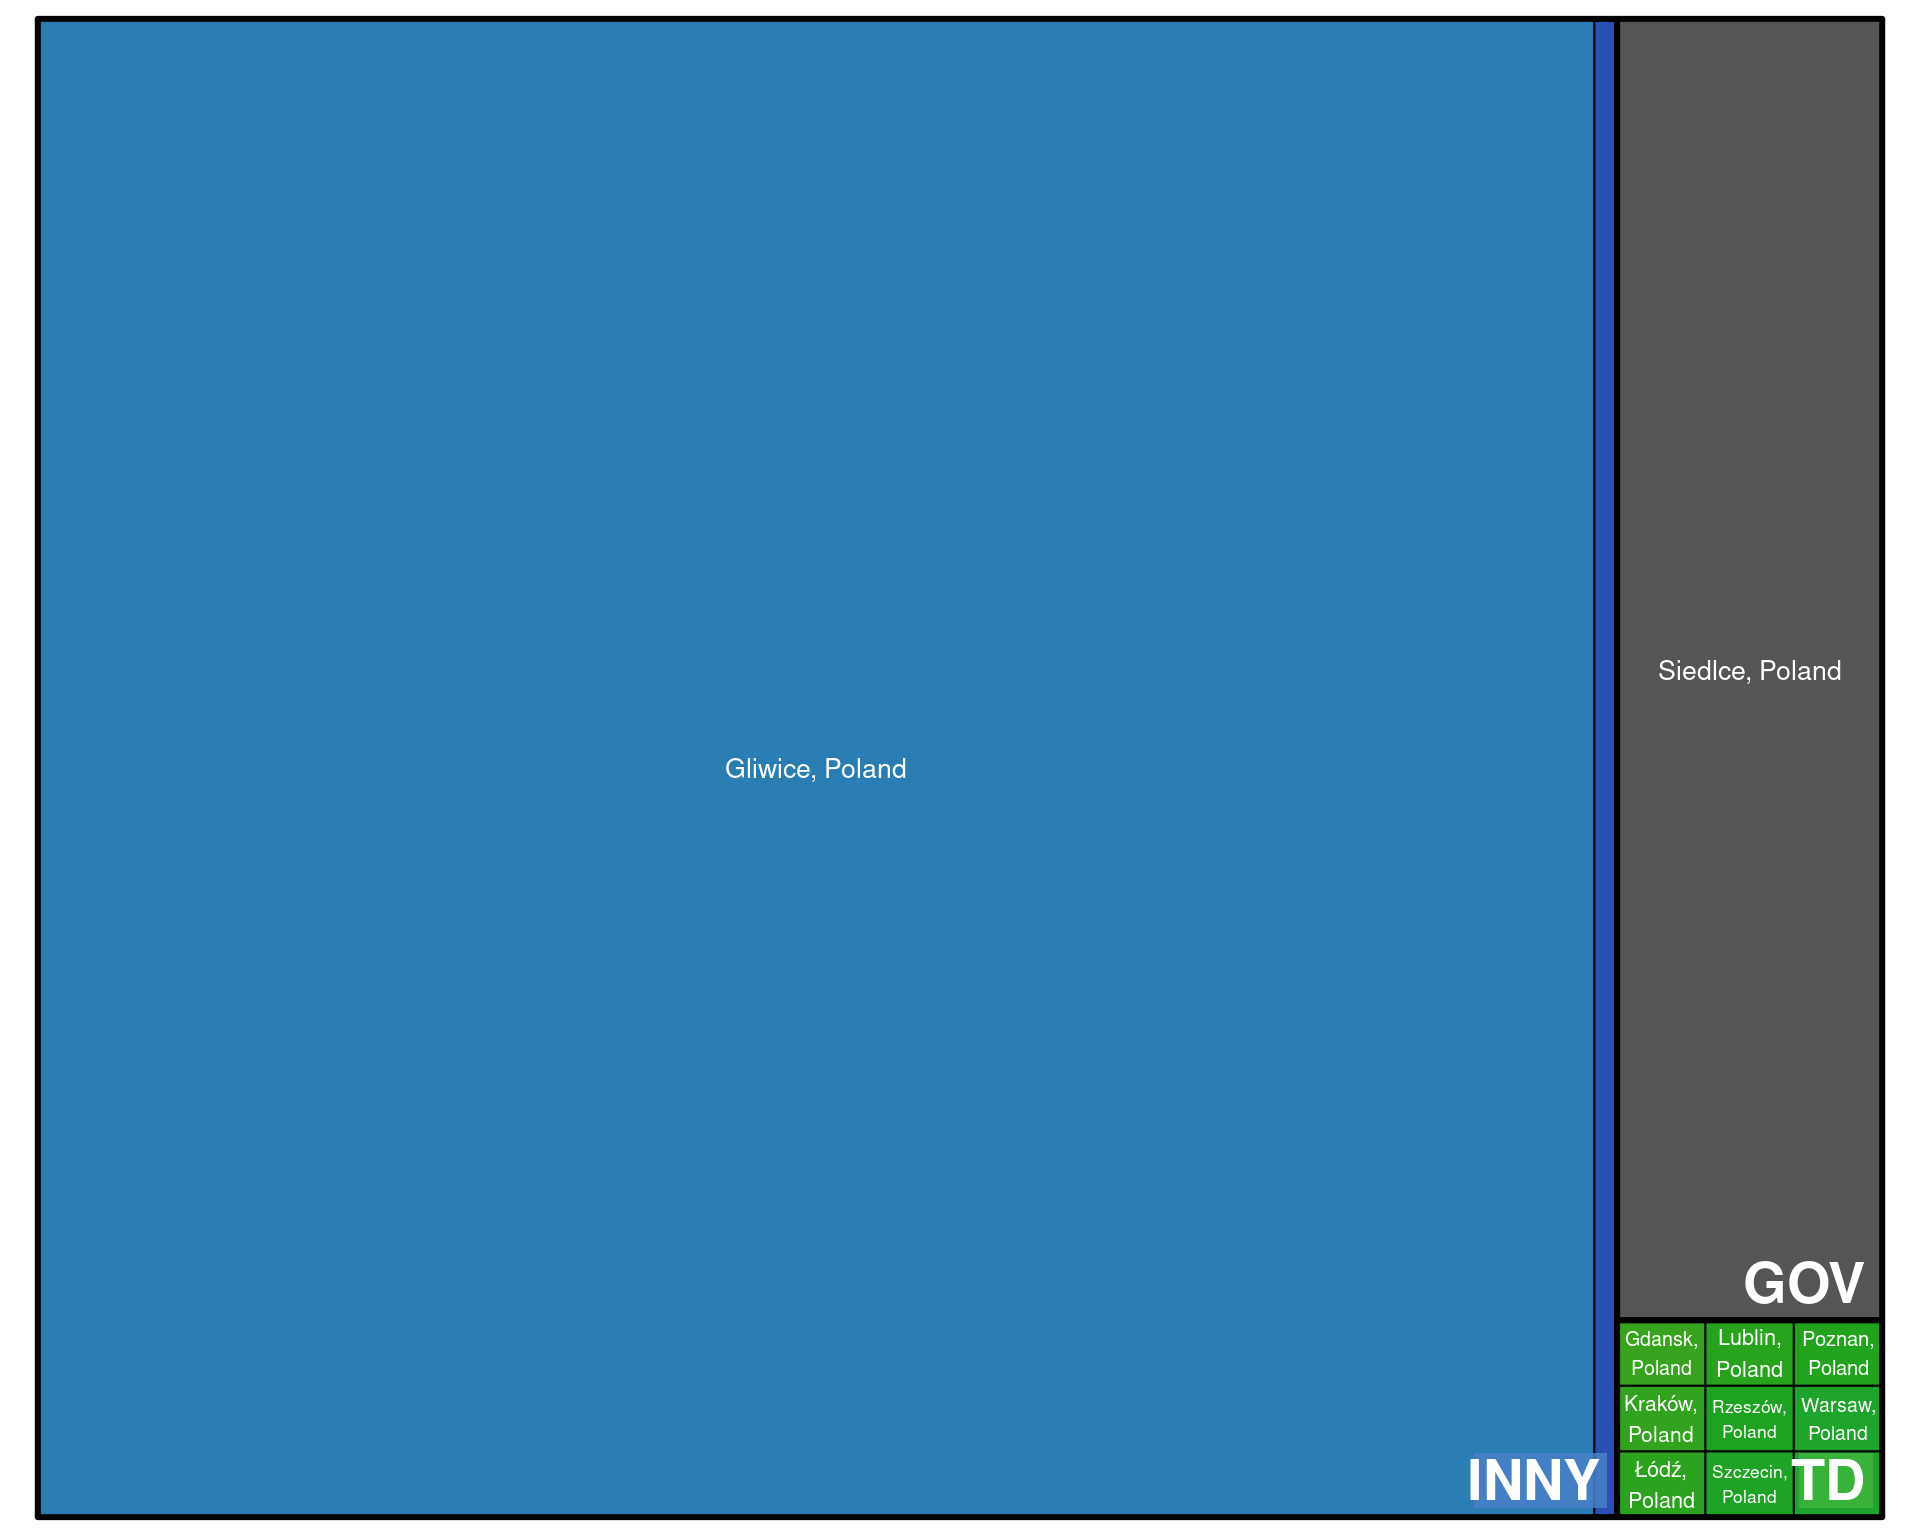 Gliwice, Poland
INNY
Siedlce, Poland
GOV
Gdansk,
Poland
Lublin,
Poland
Poznan,
Poland
Kraków,
Poland
Rzeszów,
Poland
Warsaw,
Poland
Łódź,
Poland
Szczecin,
Poland
TD